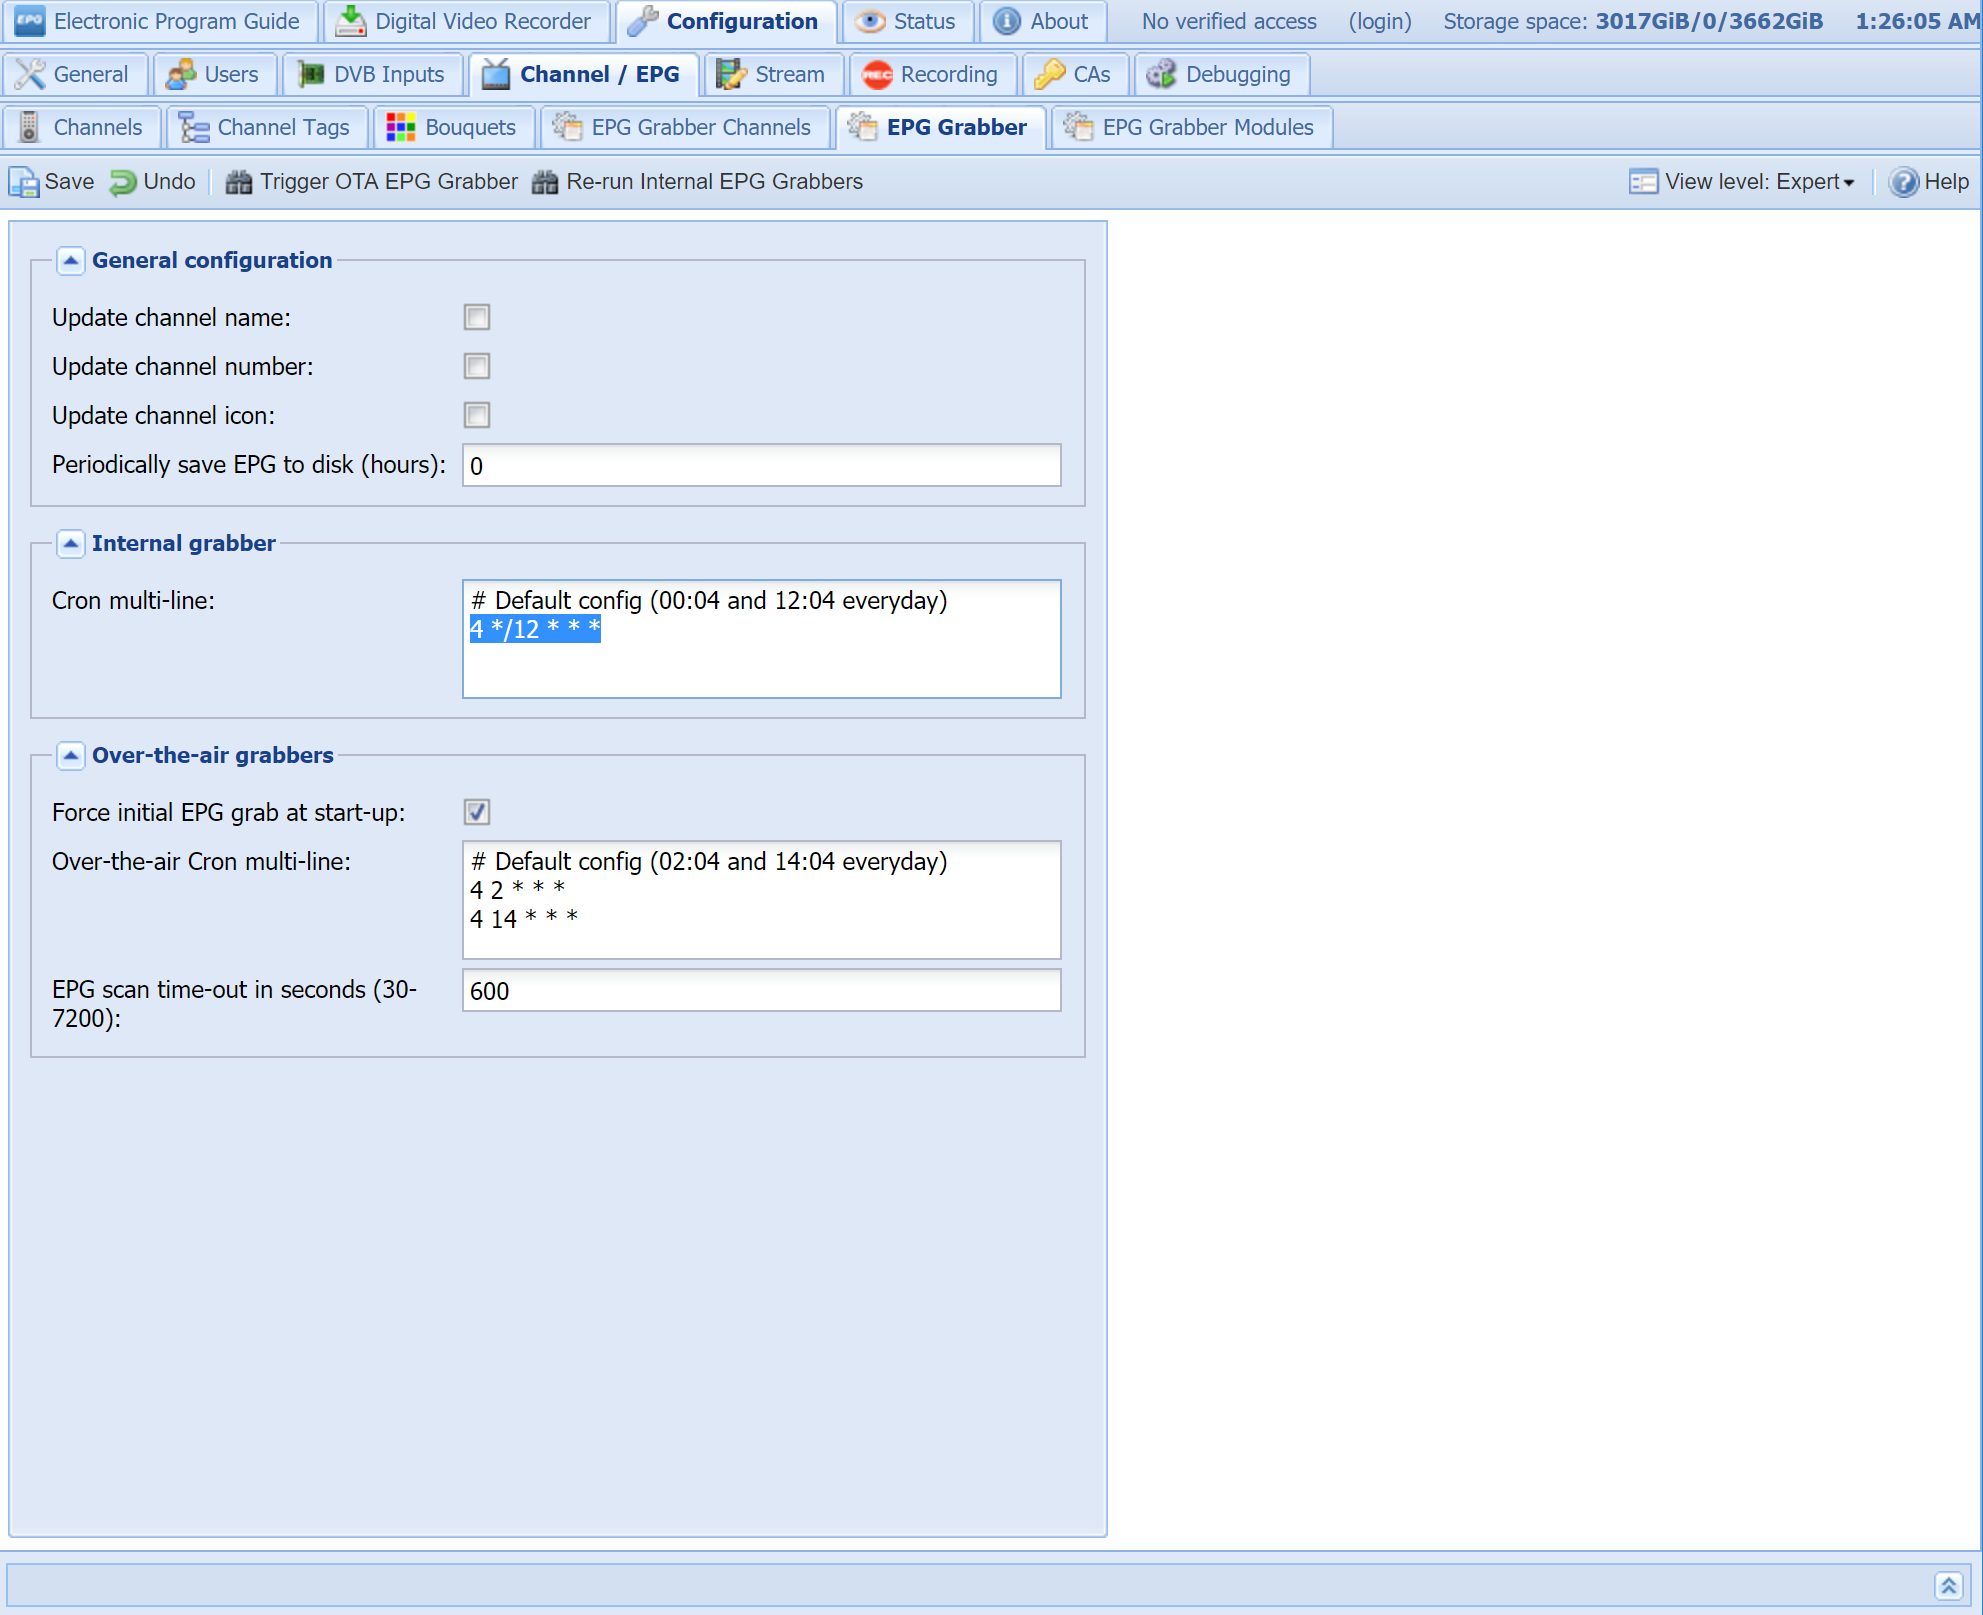 EPG Electronic Program Guide Digital Video Recorder Configuration Status About No verified access (login) Storage space: 3017GiB/0/3662GiB 1:26:05 AM
General Users DVB Inputs Channel / EPG Stream REC Recording CAs Debugging
Channels Channel Tags Bouquets EPG Grabber Channels EPG Grabber EPG Grabber Modules
Save Undo Trigger OTA EPG Grabber Re-run Internal EPG Grabbers View level: Expert Help
General configuration
Update channel name:
Update channel number:
Update channel icon:
Periodically save EPG to disk (hours): 0
Internal grabber
Cron multi-line: # Default config (00:04 and 12:04 everyday)
4 */12 * * *
Over-the-air grabbers
Force initial EPG grab at start-up:
Over-the-air Cron multi-line: # Default config (02:04 and 14:04 everyday)
4 2 * * *
4 14 * * *
EPG scan time-out in seconds (30-
7200): 600